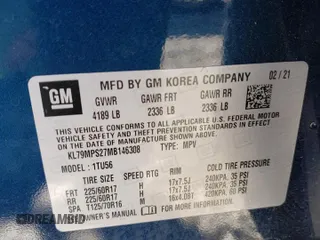 MFD BY GM KOREA COMPANY 02/21
GM
GVWR GAWR FRT GAWR RR
4189 LB 2336 LB 2336 LB
THIS VEHICLE CONFORMS TO ALL APPLICABLE U.S. FEDERAL MOTOR
VEHICLE SAFETY AND THEFT PREVENTION STANDARDS IN EFFECT ON THE
DATE OF MANUFACTURE SHOWN ABOVE.
KL79MPS27MB146308 TYPE: MPV
MODEL: 1TU56
TIRE SIZE SPEED RTG RIM COLD TIRE PRESSURE
FRT 225/60R17 H 17x7.5J 240KPA, 35 PSI
RR 225/60R17 H 17x7.5J 240KPA, 35 PSI
SPA T125/70R16 M 16x4.0BT 420KPA, 60 PSI
SEE OWNER'S MANUAL FOR ADDITIONAL INFORMATION
DREAMBID